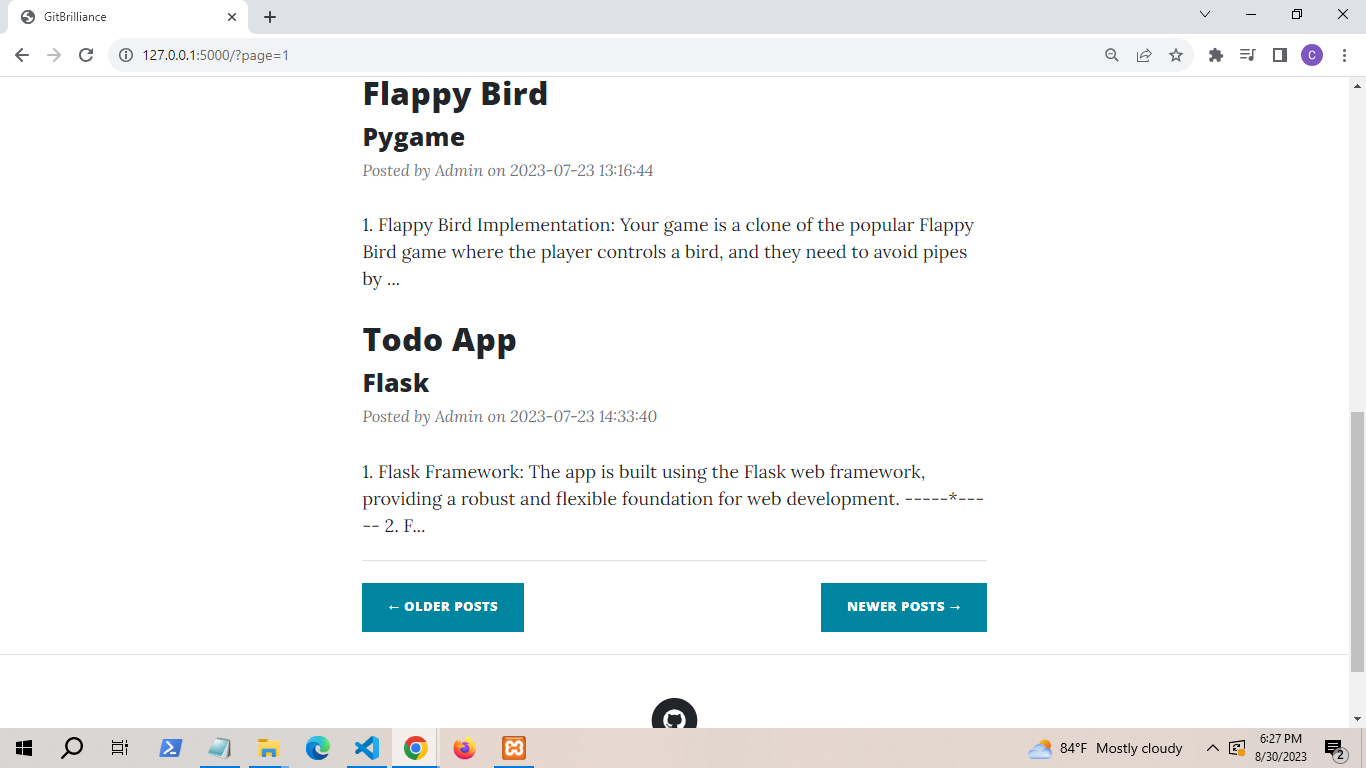 GitBrilliance
127.0.0.1:5000/?page=1
C
Flappy Bird
Pygame
Posted by Admin on 2023-07-23 13:16:44
1. Flappy Bird Implementation: Your game is a clone of the popular Flappy
Bird game where the player controls a bird, and they need to avoid pipes
by ...
Todo App
Flask
Posted by Admin on 2023-07-23 14:33:40
1. Flask Framework: The app is built using the Flask web framework,
providing a robust and flexible foundation for web development. -----*---
-- 2. F...
← OLDER POSTS
NEWER POSTS →
84°F Mostly cloudy
6:27 PM
8/30/2023
2